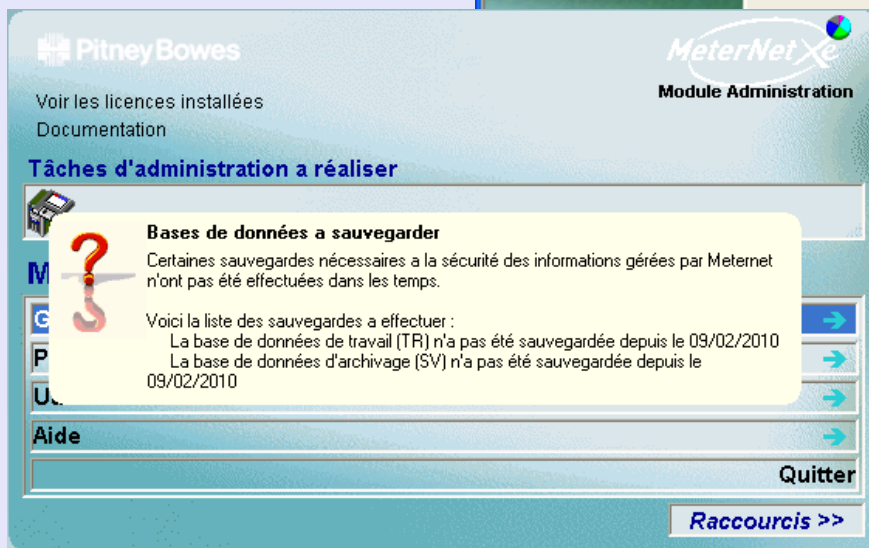 Pitney Bowes
MeterNet Xe
Module Administration
Voir les licences installées
Documentation
Tâches d'administration a réaliser
Bases de données a sauvegarder
Certaines sauvegardes nécessaires a la sécurité des informations gérées par Meternet
n'ont pas été effectuées dans les temps.
Voici la liste des sauvegardes a effectuer :
La base de données de travail (TR) n'a pas été sauvegardée depuis le 09/02/2010
La base de données d'archivage (SV) n'a pas été sauvegardée depuis le
09/02/2010
Aide
Quitter
Raccourcis >>